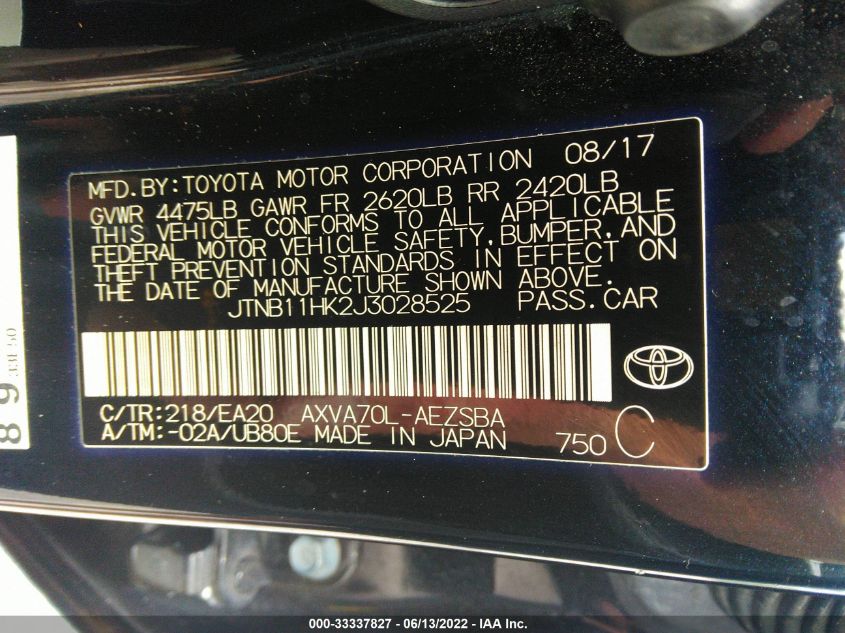 MFD.BY:TOYOTA MOTOR CORPORATION 08/17
GVWR 4475LB GAWR FR 2620LB RR 2420LB
THIS VEHICLE CONFORMS TO ALL APPLICABLE
FEDERAL MOTOR VEHICLE SAFETY,BUMPER,AND
THEFT PREVENTION STANDARDS IN EFFECT ON
THE DATE OF MANUFACTURE SHOWN ABOVE.
JTNB11HK2J3028525 PASS.CAR
C/TR:218/EA20 AXVA70L-AEZSBA
A/TM:-02A/UB80E MADE IN JAPAN 750 C
89
000-33337827 - 06/13/2022 - IAA Inc.